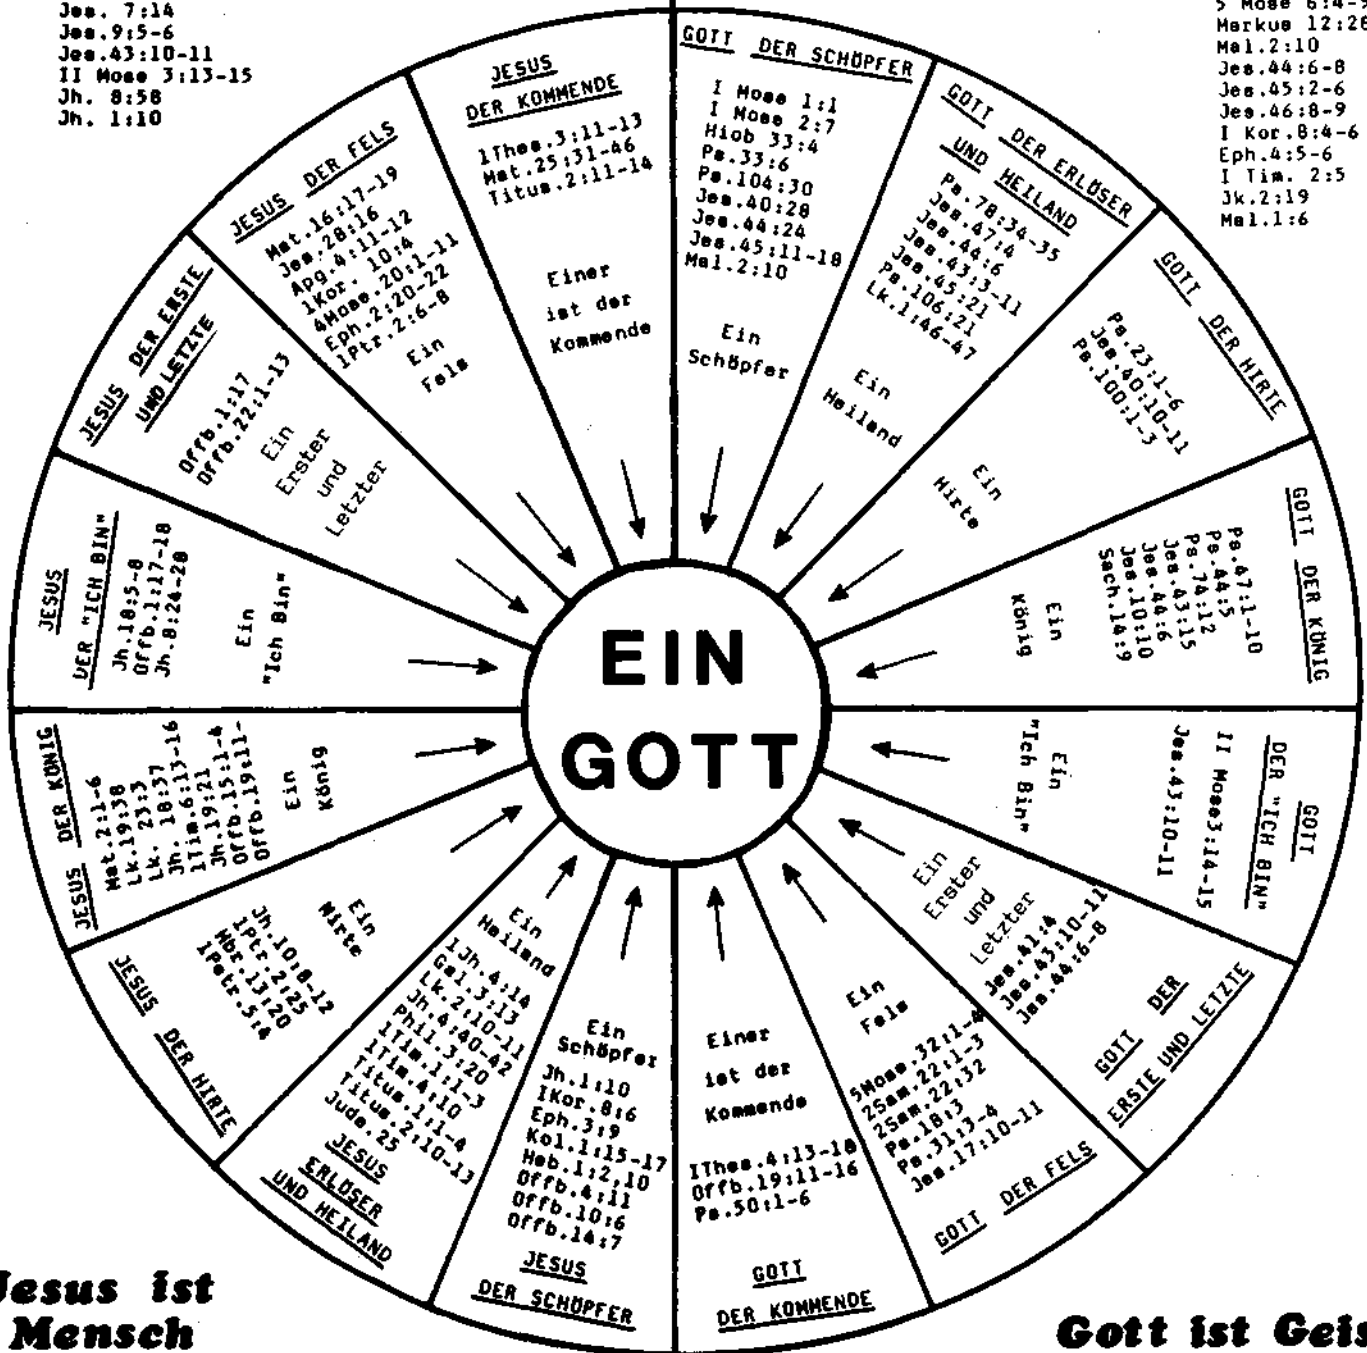 Jes. 7:14
Jes.9:5-6
Jes.43:10-11
II Mose 3:13-15
Jh. 8:58
Jh. 1:10
5 Mose 6:4-9
Markus 12:28
Mal.2:10
Jes.44:6-8
Jes.45:2-6
Jes.46:8-9
I Kor.8:4-6
Eph.4:5-6
I Tim. 2:5
Jk.2:19
Mal.1:6
GOTT DER SCHÖPFER
I Mose 1:1
I Mose 2:7
Hiob 33:4
Ps.33:6
Ps.104:30
Jes.40:28
Jes.44:24
Jes.45:11-18
Mal.2:10
Ein
Schöpfer
GOTT DER ERLÖSER
UND HEILAND
Ps.78:34-35
Jes.47:4
Jes.44:6
Jes.43:3-11
Jes.45:21
Ps.106:21
Lk.1:46-47
Ein
Heiland
GOTT DER HIRTE
Ps.23:1-6
Jes.40:10-11
Ps.100:1-3
Ein
Hirte
GOTT DER KÖNIG
Ps.47:1-10
Ps.44:5
Ps.74:12
Jes.43:15
Jes.44:6
Jes.10:10
Sach.14:9
Ein
König
GOTT
DER "ICH BIN"
II Mose3:14-15
Jes.43:10-11
Ein
"Ich Bin"
Ein
Erster
und
Letzter
Jes.41:4
Jes.43:10-11
Jes.44:6-8
GOTT DER
ERSTE UND LETZTE
Ein
Fels
5Mose.32:1-4
2Sam.22:1-3
2Sam.22:32
Ps.18:3
Ps.31:3-4
Jes.17:10-11
GOTT DER FELS
Einer
ist der
Kommende
IThes.4:13-18
Offb.19:11-16
Ps.50:1-6
GOTT
DER KOMMENDE
Ein
Schöpfer
Jh.1:10
IKor.8:6
Eph.3:9
Kol.1:15-17
Heb.1:2,10
Offb.4:11
Offb.10:6
Offb.14:7
JESUS
DER SCHÖPFER
Ein
Heiland
1Jh.4:14
Gal.3:13
Lk.2:10-11
Jh.4:40-42
Phil.3:20
1Tim.1:1-3
1Tim.4:10
Titus.1:1-4
Titus.2:10-13
Juda.25
JESUS
ERLÖSER
UND HEILAND
Ein
Hirte
Jh.10:8-12
1Ptr.2:25
Hbr.13:20
1Petr.5:4
JESUS DER HIRTE
JESUS DER KÖNIG
Mat.2:1-6
Lk.19:38
Lk. 23:3
Jh. 18:37
1Tim.6:13-16
Jh.19:21
Offb.15:1-4
Offb.19:11-
Ein
König
JESUS
DER "ICH BIN"
Jh.18:5-8
Offb.1:17-18
Jh.8:24-28
Ein
"Ich Bin"
JESUS DER ERSTE
UND LETZTE
Offb.1:17
Offb.22:1-13
Ein
Erster
und
Letzter
JESUS DER FELS
Mat.16:17-19
Jes.28:16
Apg.4:11-12
1Kor. 10:4
4Mose.20:1-11
Eph.2:20-22
1Ptr.2:6-8
Ein
Fels
JESUS
DER KOMMENDE
1Thes.3:11-13
Mat.25:31-46
Titus.2:11-14
Einer
ist der
Kommende
EIN
GOTT
Jesus ist
Mensch
Gott ist Geis